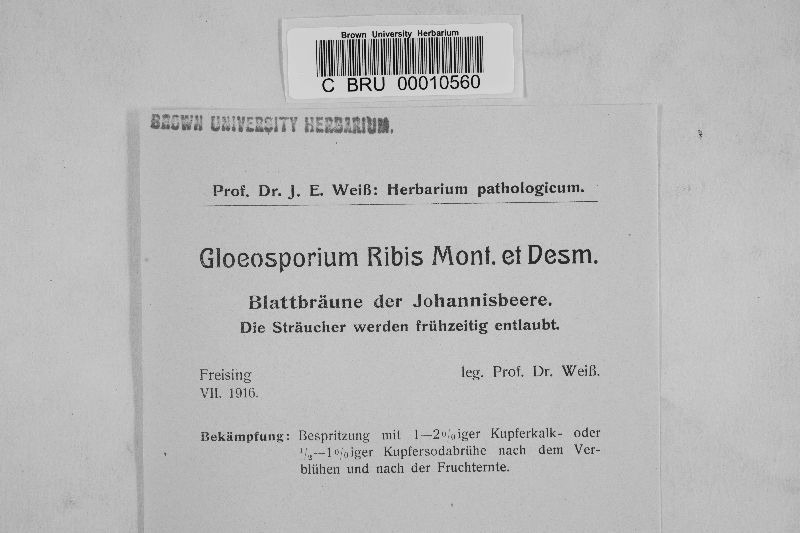 Brown University Herbarium
C BRU 00010560
BROWN UNIVERSITY HERBARIUM.
Prof. Dr. J. E. Weiß: Herbarium pathologicum.
Gloeosporium Ribis Mont. et Desm.
Blattbräune der Johannisbeere.
Die Sträucher werden frühzeitig entlaubt.
Freising leg. Prof. Dr. Weiß.
VII. 1916.
Bekämpfung: Bespritzung mit 1—2%iger Kupferkalk- oder
½—1%iger Kupfersodabrühe nach dem Ver-
blühen und nach der Fruchternte.